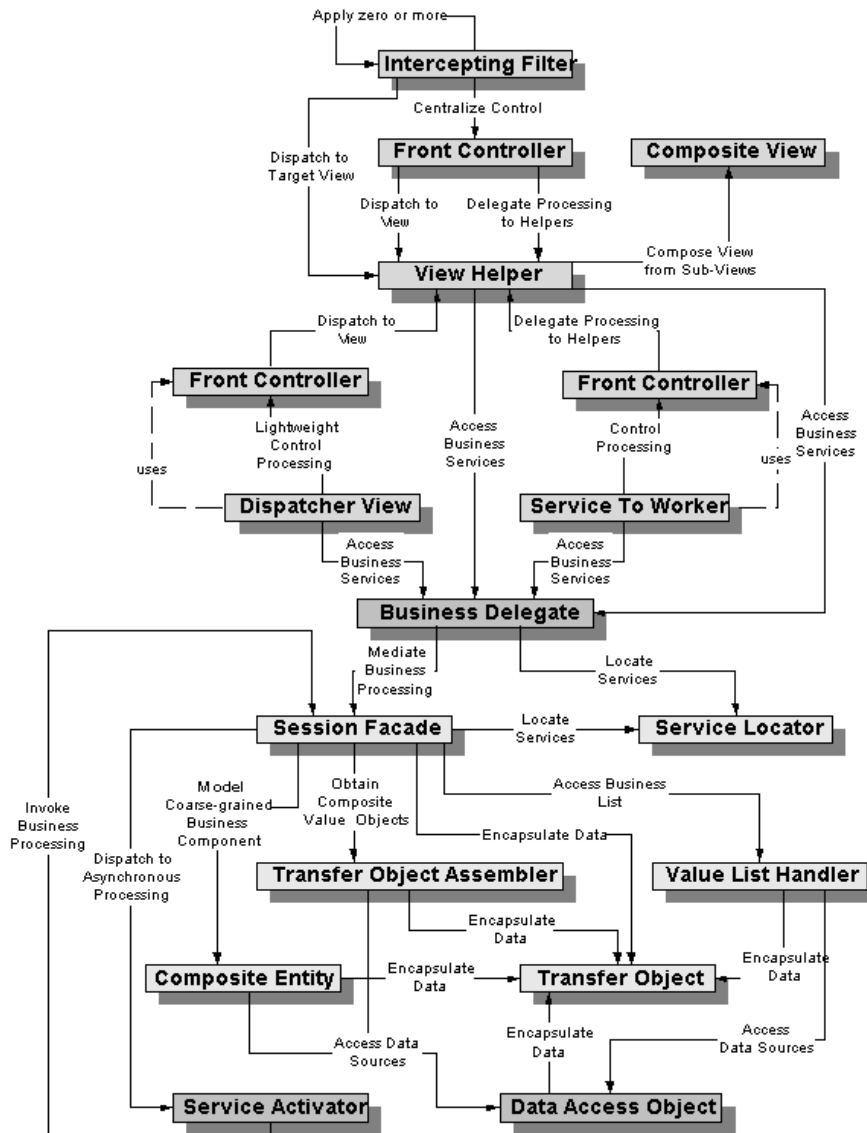 Apply zero or more
Intercepting Filter
Centralize Control
Dispatch to
Target View
Front Controller
Composite View
Dispatch to
View
Delegate Processing
to Helpers
View Helper
Compose View
from Sub-Views
Dispatch to
View
Delegate Processing
to Helpers
Front Controller
Front Controller
uses
Lightweight
Control
Processing
Access
Business
Services
Control
Processing
uses
Access
Business
Services
Dispatcher View
Service To Worker
Access
Business
Services
Access
Business
Services
Business Delegate
Mediate
Business
Processing
Locate
Services
Session Facade
Locate
Services
Service Locator
Invoke
Business
Processing
Model
Coarse-grained
Business
Component
Obtain
Composite
Value Objects
Access Business
List
Encapsulate Data
Dispatch to
Asynchronous
Processing
Transfer Object Assembler
Value List Handler
Encapsulate
Data
Encapsulate
Data
Composite Entity
Encapsulate
Data
Transfer Object
Access Data
Sources
Encapsulate
Data
Access
Data Sources
Service Activator
Data Access Object